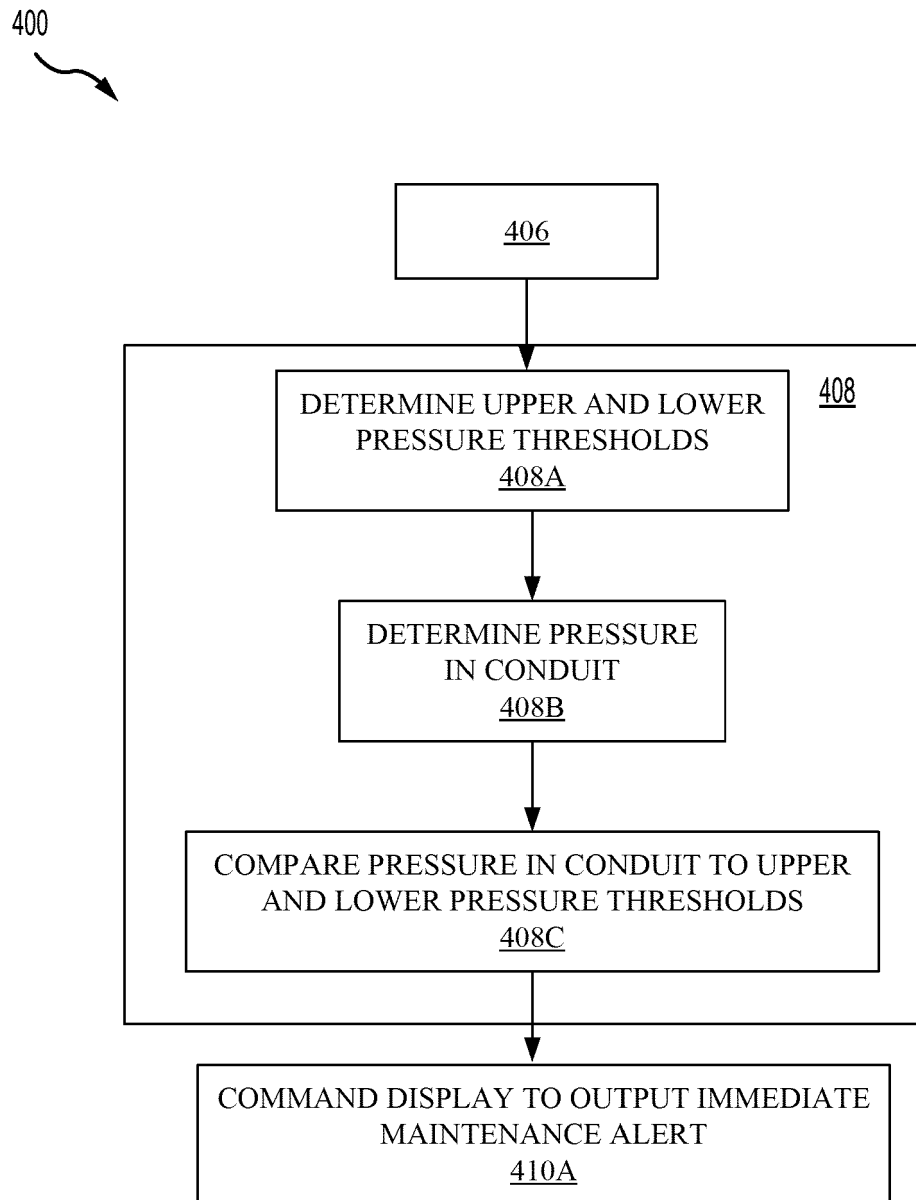 400
406
408
DETERMINE UPPER AND LOWER
PRESSURE THRESHOLDS
408A
DETERMINE PRESSURE
IN CONDUIT
408B
COMPARE PRESSURE IN CONDUIT TO UPPER
AND LOWER PRESSURE THRESHOLDS
408C
COMMAND DISPLAY TO OUTPUT IMMEDIATE
MAINTENANCE ALERT
410A